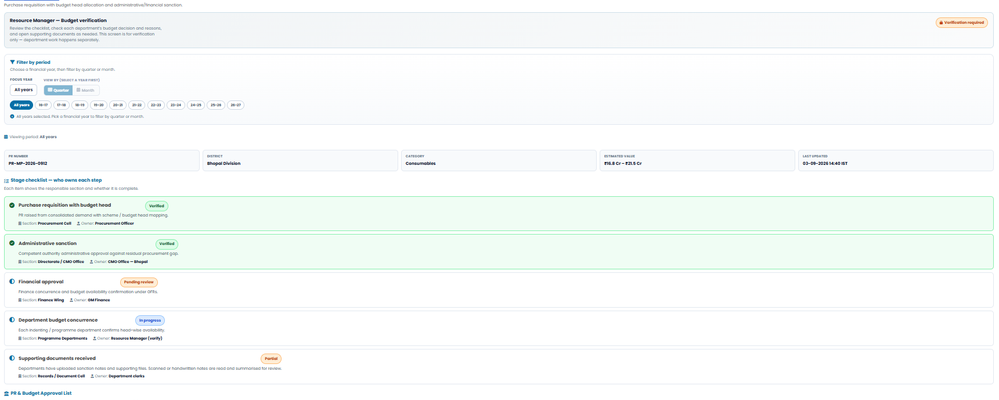 Purchase requisition with budget head allocation and administrative/financial sanction.
Resource Manager — Budget verification
Review the checklist, check each department's budget decision and reasons,
and open supporting documents as needed. This screen is for verification
only — department work happens separately.
Verification required
Filter by period
Choose a financial year, then filter by quarter or month.
FOCUS YEAR
VIEW BY (SELECT A YEAR FIRST)
All years
Quarter
Month
All years
16-17
17-18
18-19
19-20
20-21
21-22
22-23
23-24
24-25
25-26
26-27
All years selected. Pick a financial year to filter by quarter or month.
Viewing period: All years
PR NUMBER
PR-MP-2026-0912
DISTRICT
Bhopal Division
CATEGORY
Consumables
ESTIMATED VALUE
₹16.8 Cr – ₹21.5 Cr
LAST UPDATED
03-09-2026 14:40 IST
Stage checklist — who owns each step
Each item shows the responsible section and whether it is complete.
Purchase requisition with budget head
Verified
PR raised from consolidated demand with scheme / budget head mapping.
Section: Procurement Cell Owner: Procurement Officer
Administrative sanction
Verified
Competent authority administrative approval against residual procurement gap.
Section: Directorate / CMO Office Owner: CMO Office — Bhopal
Financial approval
Pending review
Finance concurrence and budget availability confirmation under GFRs.
Section: Finance Wing Owner: GM Finance
Department budget concurrence
In progress
Each indenting / programme department confirms head-wise availability.
Section: Programme Departments Owner: Resource Manager (verify)
Supporting documents received
Partial
Departments have uploaded sanction notes and supporting files. Scanned or handwritten notes are read and summarised for review.
Section: Records / Document Cell Owner: Department clerks
PR & Budget Approval List